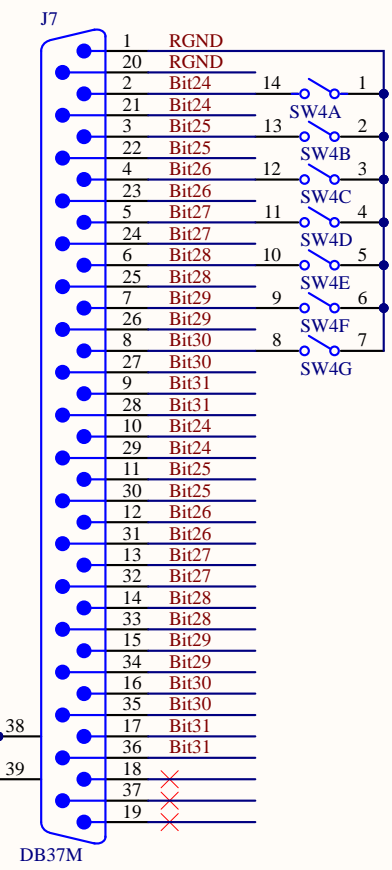 J7
1 RGND
20 RGND
2 Bit24 14 1
21 Bit24 SW4A
3 Bit25 13 2
22 Bit25 SW4B
4 Bit26 12 3
23 Bit26 SW4C
5 Bit27 11 4
24 Bit27 SW4D
6 Bit28 10 5
25 Bit28 SW4E
7 Bit29 9 6
26 Bit29 SW4F
8 Bit30 8 7
27 Bit30 SW4G
9 Bit31
28 Bit31
10 Bit24
29 Bit24
11 Bit25
30 Bit25
12 Bit26
31 Bit26
13 Bit27
32 Bit27
14 Bit28
33 Bit28
15 Bit29
34 Bit29
16 Bit30
35 Bit30
38 17 Bit31
36 Bit31
39 18
37
19
DB37M